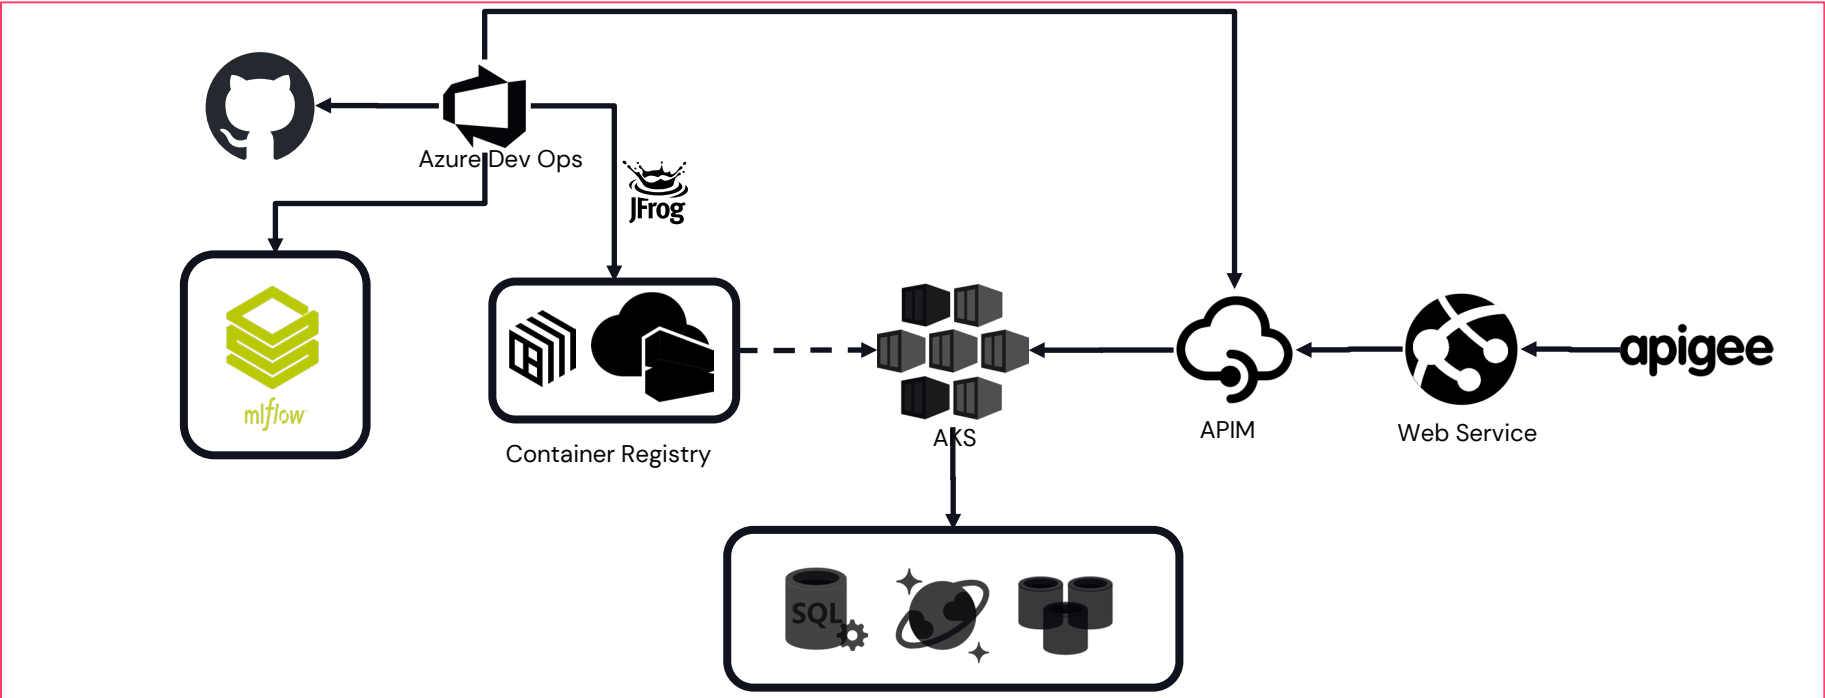 Azure Dev Ops
JFrog
mlflow
Container Registry
AKS
APIM
Web Service
apigee
SQL